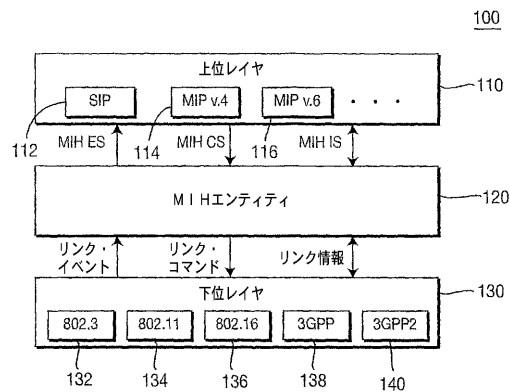 100
上位レイヤ
110
SIP
MIP v.4
MIP v.6
・・・
112
MIH ES
114
MIH CS
116
MIH IS
MIHエンティティ
120
リンク・
イベント
リンク・
コマンド
リンク情報
下位レイヤ
130
802.3
802.11
802.16
3GPP
3GPP2
132
134
136
138
140